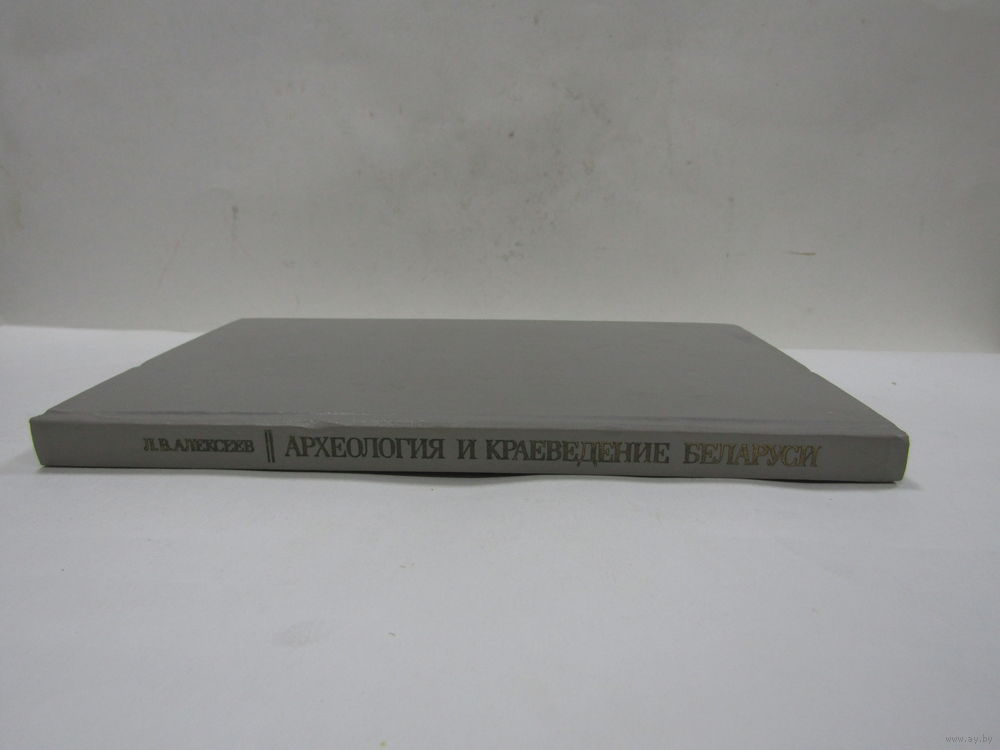 Л.В.АЛЕКСЕЕВ || АРХЕОЛОГИЯ И КРАЕВЕДЕНИЕ БЕЛАРУСИ
www.ay.by